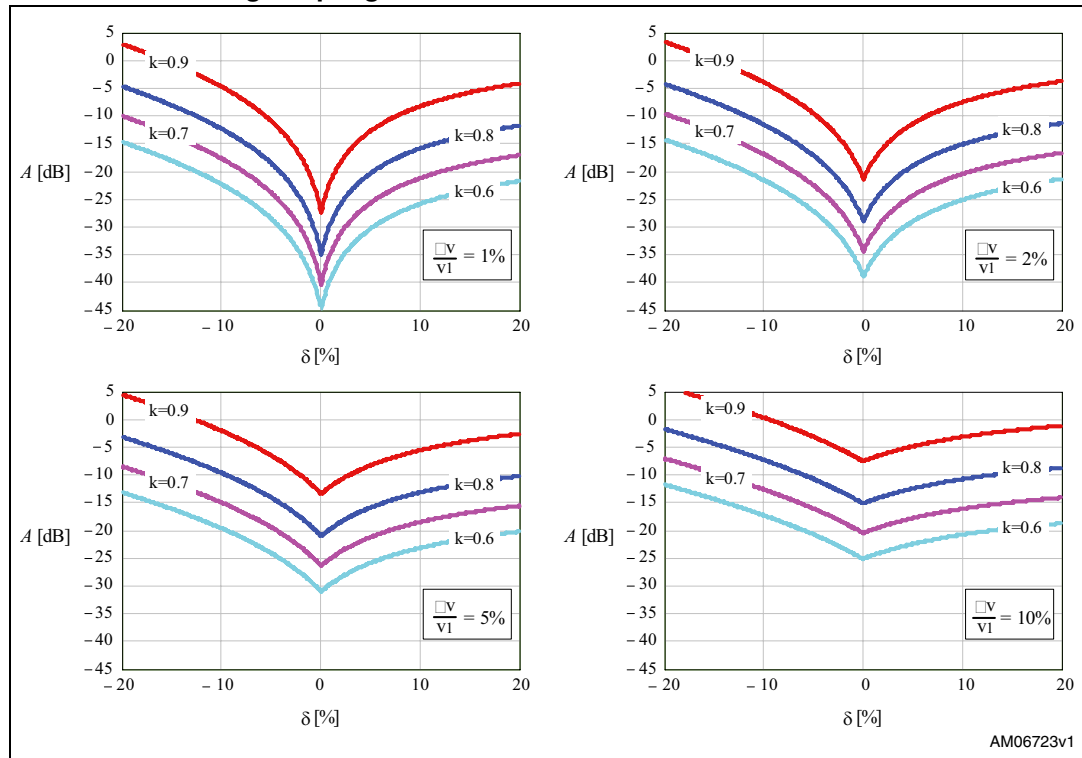 5
0
−5
−10
−15
−20
−25
−30
−35
−40
−45
A [dB]
k=0.9
k=0.7
k=0.8
k=0.6
□v
v1 = 1%
−20 −10 0 10 20
δ [%]
5
0
−5
−10
−15
−20
−25
−30
−35
−40
−45
A [dB]
k=0.9
k=0.7
k=0.8
k=0.6
□v
v1 = 2%
−20 −10 0 10 20
δ [%]
5
0
−5
−10
−15
−20
−25
−30
−35
−40
−45
A [dB]
k=0.9
k=0.7
k=0.8
k=0.6
□v
v1 = 5%
−20 −10 0 10 20
δ [%]
5
0
−5
−10
−15
−20
−25
−30
−35
−40
−45
A [dB]
k=0.9
k=0.7
k=0.8
k=0.6
□v
v1 = 10%
−20 −10 0 10 20
δ [%]
AM06723v1